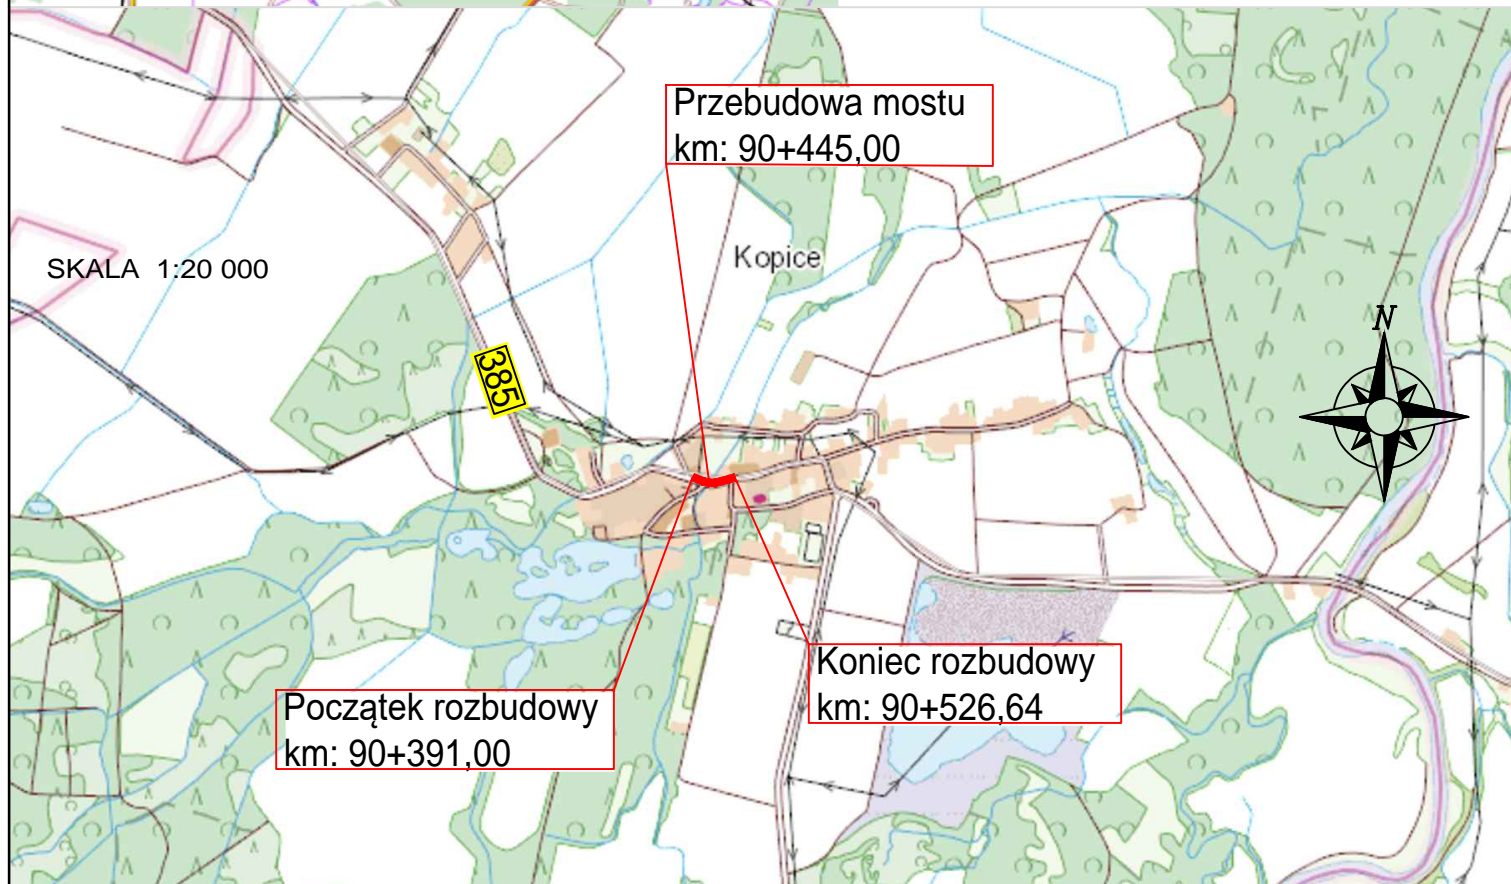 Przebudowa mostu
km: 90+445,00
Kopice
SKALA 1:20 000
N
385
Koniec rozbudowy
km: 90+526,64
Początek rozbudowy
km: 90+391,00